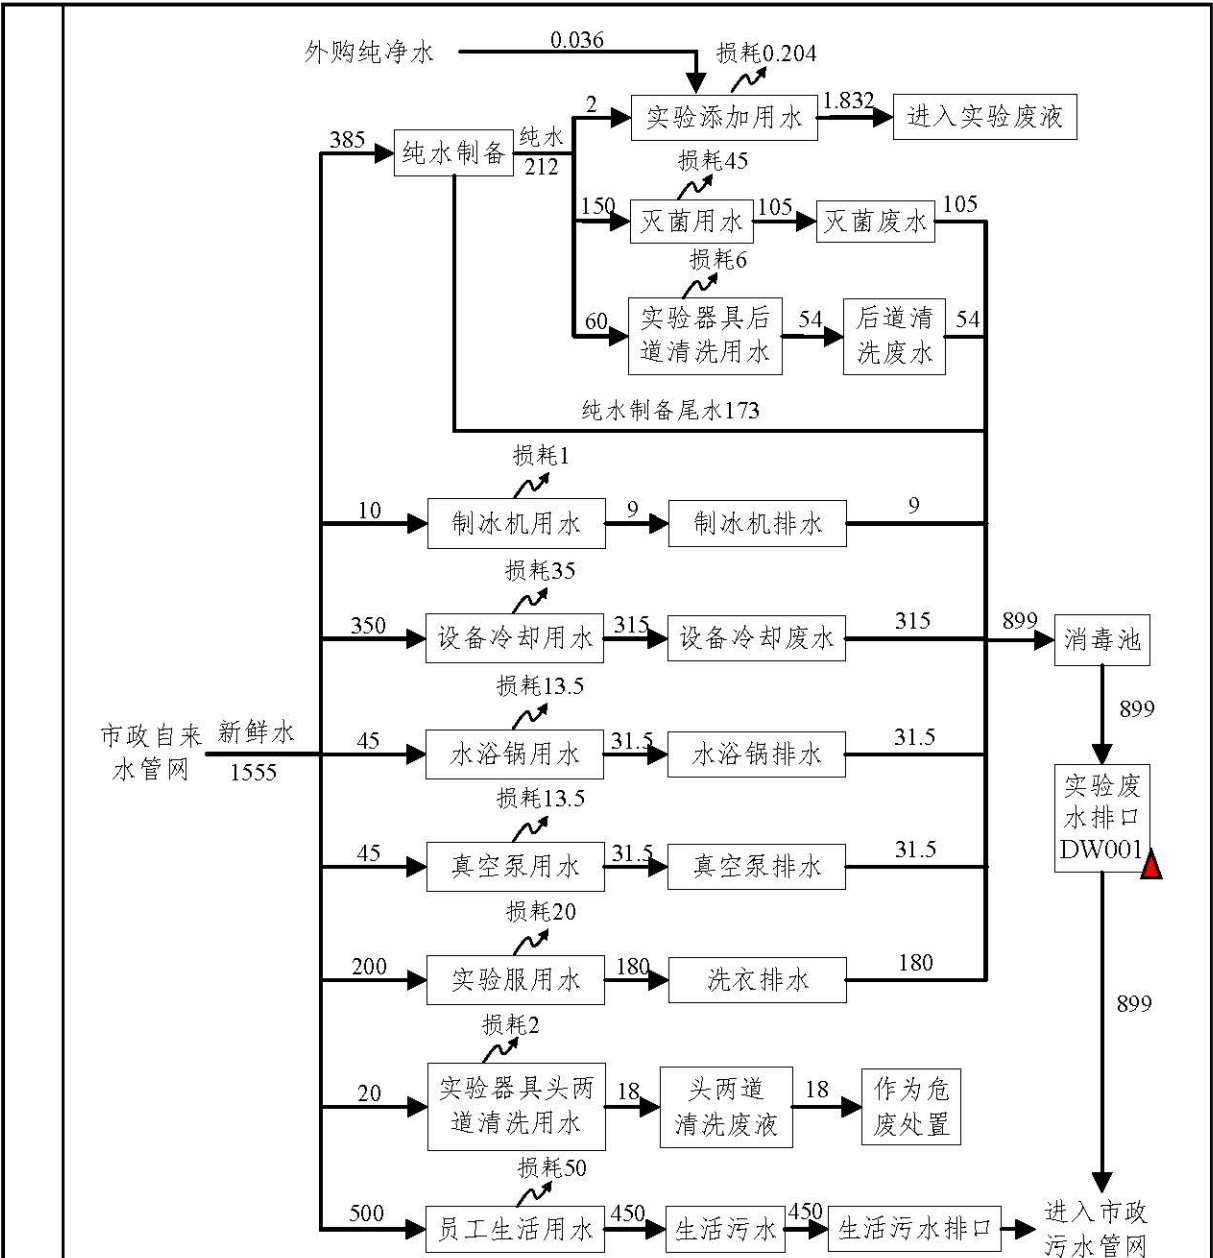 外购纯净水
0.036
损耗0.204
2
实验添加用水
1.832
进入实验废液
385
纯水制备
纯水
212
损耗45
150
灭菌用水
105
灭菌废水
105
损耗6
60
实验器具后
道清洗用水
54
后道清
洗废水
54
纯水制备尾水173
损耗1
10
制冰机用水
9
制冰机排水
9
损耗35
350
设备冷却用水
315
设备冷却废水
315
899
消毒池
899
损耗13.5
市政自来
水管网
新鲜水
1555
45
水浴锅用水
31.5
水浴锅排水
31.5
实验废
水排口
DW001
损耗13.5
45
真空泵用水
31.5
真空泵排水
31.5
损耗20
200
实验服用水
180
洗衣排水
180
899
损耗2
20
实验器具头两
道清洗用水
18
头两道
清洗废液
18
作为危
废处置
损耗50
500
员工生活用水
450
生活污水
450
生活污水排口
进入市政
污水管网